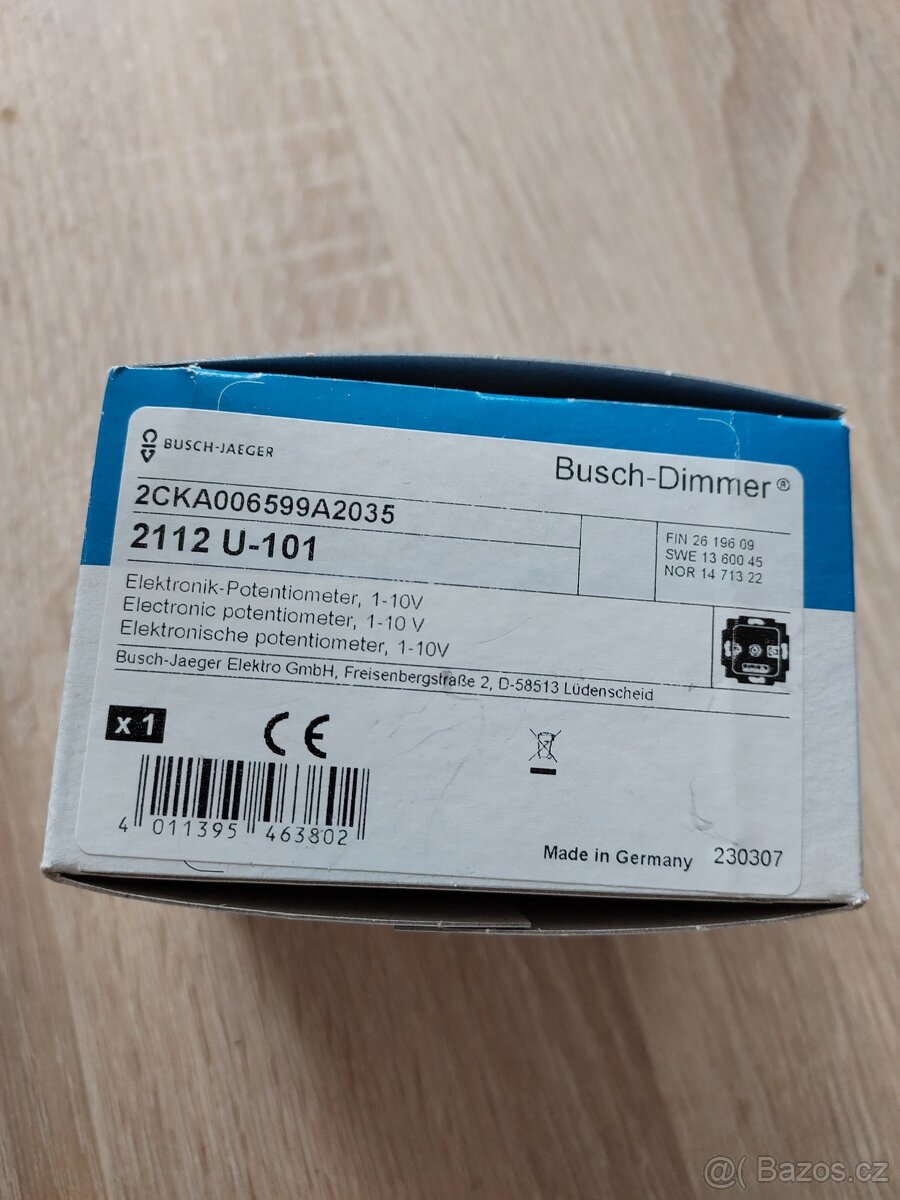 BUSCH-JAEGER
Busch-Dimmer®
2CKA006599A2035
2112 U-101
FIN 26 196 09
SWE 13 600 45
NOR 14 713 22
Elektronik-Potentiometer, 1-10V
Electronic potentiometer, 1-10 V
Elektronische potentiometer, 1-10V
Busch-Jaeger Elektro GmbH, Freisenbergstraße 2, D-58513 Lüdenscheid
x 1
CE
4 011395 463802
Made in Germany 230307
@( Bazos.cz